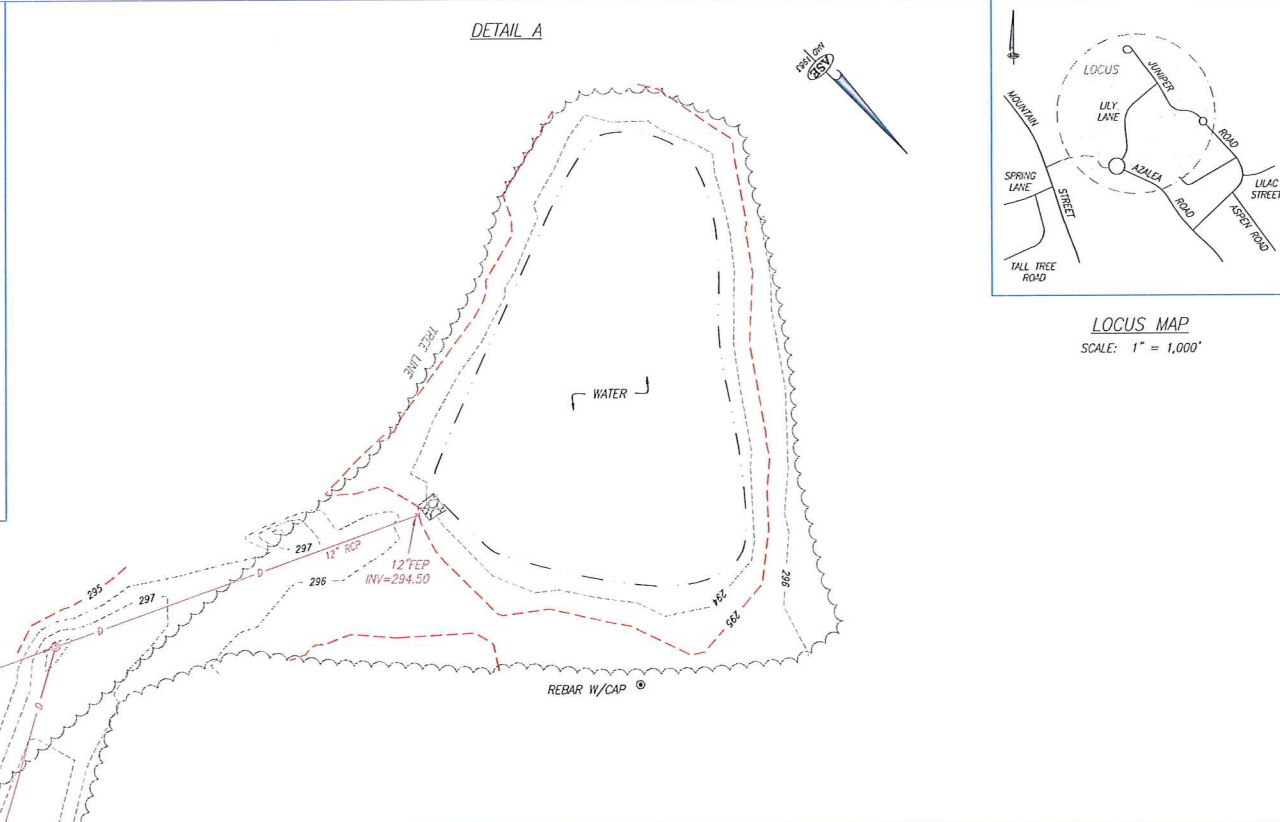 DETAIL A
NAD 1983
LOCUS
JUNIPER
ROAD
LILY
LANE
MOUNTAIN
STREET
SPRING
LANE
AZALEA
ROAD
LILAC
STREET
ASPEN ROAD
TALL TREE
ROAD
LOCUS MAP
SCALE: 1" = 1,000'
TREE LINE
WATER
297
12" RCP
12"FEP
INV=294.50
D
296
295
297
D
D
294
295
296
REBAR W/CAP